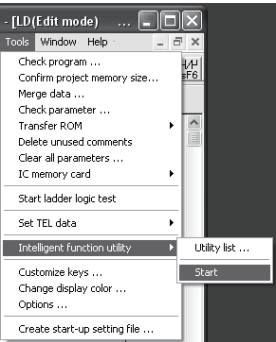 - [LD(Edit mode) ...
Tools Window Help
sF6
Check program ...
Confirm project memory size...
Merge data ...
Check parameter ...
Transfer ROM
Delete unused comments
Clear all parameters ...
IC memory card
Start ladder logic test
Set TEL data
Intelligent function utility
Utility list ...
Start
Customize keys ...
Change display color ...
Options ...
Create start-up setting file ...